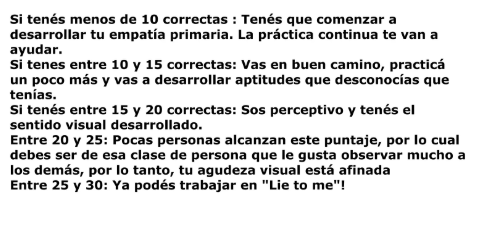 Si tenés menos de 10 correctas : Tenés que comenzar a
desarrollar tu empatía primaria. La práctica continua te van a
ayudar.
Si tenes entre 10 y 15 correctas: Vas en buen camino, practicá
un poco más y vas a desarrollar aptitudes que desconocías que
tenías.
Si tenés entre 15 y 20 correctas: Sos perceptivo y tenés el
sentido visual desarrollado.
Entre 20 y 25: Pocas personas alcanzan este puntaje, por lo cual
debes ser de esa clase de persona que le gusta observar mucho a
los demás, por lo tanto, tu agudeza visual está afinada
Entre 25 y 30: Ya podés trabajar en "Lie to me"!